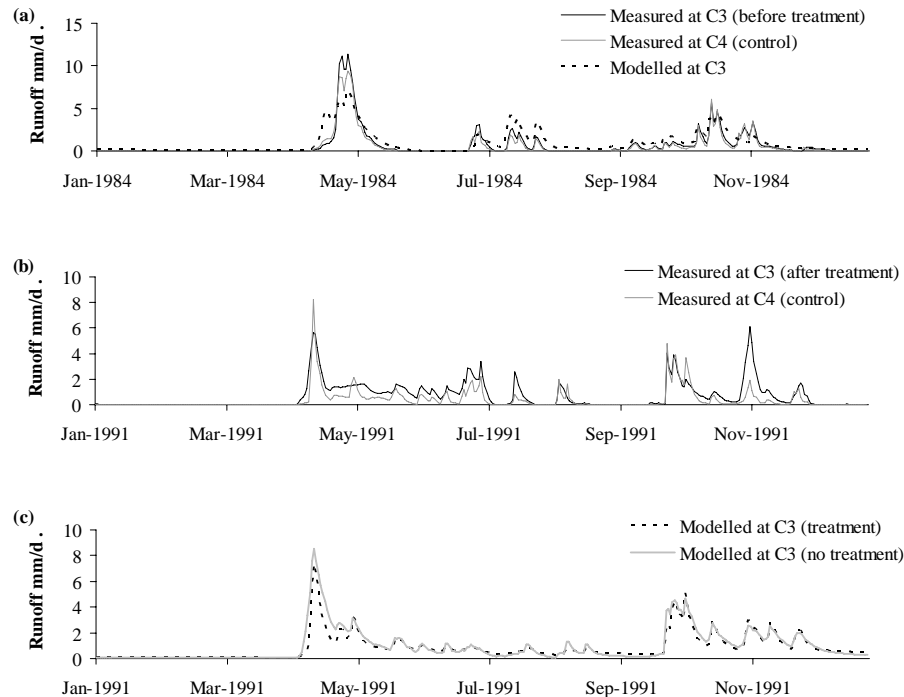 (a)
15
Measured at C3 (before treatment)
Measured at C4 (control)
Modelled at C3
10
5
0
Runoff mm/d .
Jan-1984 Mar-1984 May-1984 Jul-1984 Sep-1984 Nov-1984
(b)
10
Measured at C3 (after treatment)
Measured at C4 (control)
8
6
4
2
0
Runoff mm/d .
Jan-1991 Mar-1991 May-1991 Jul-1991 Sep-1991 Nov-1991
(c)
10
Modelled at C3 (treatment)
Modelled at C3 (no treatment)
8
6
4
2
0
Runoff mm/d .
Jan-1991 Mar-1991 May-1991 Jul-1991 Sep-1991 Nov-1991